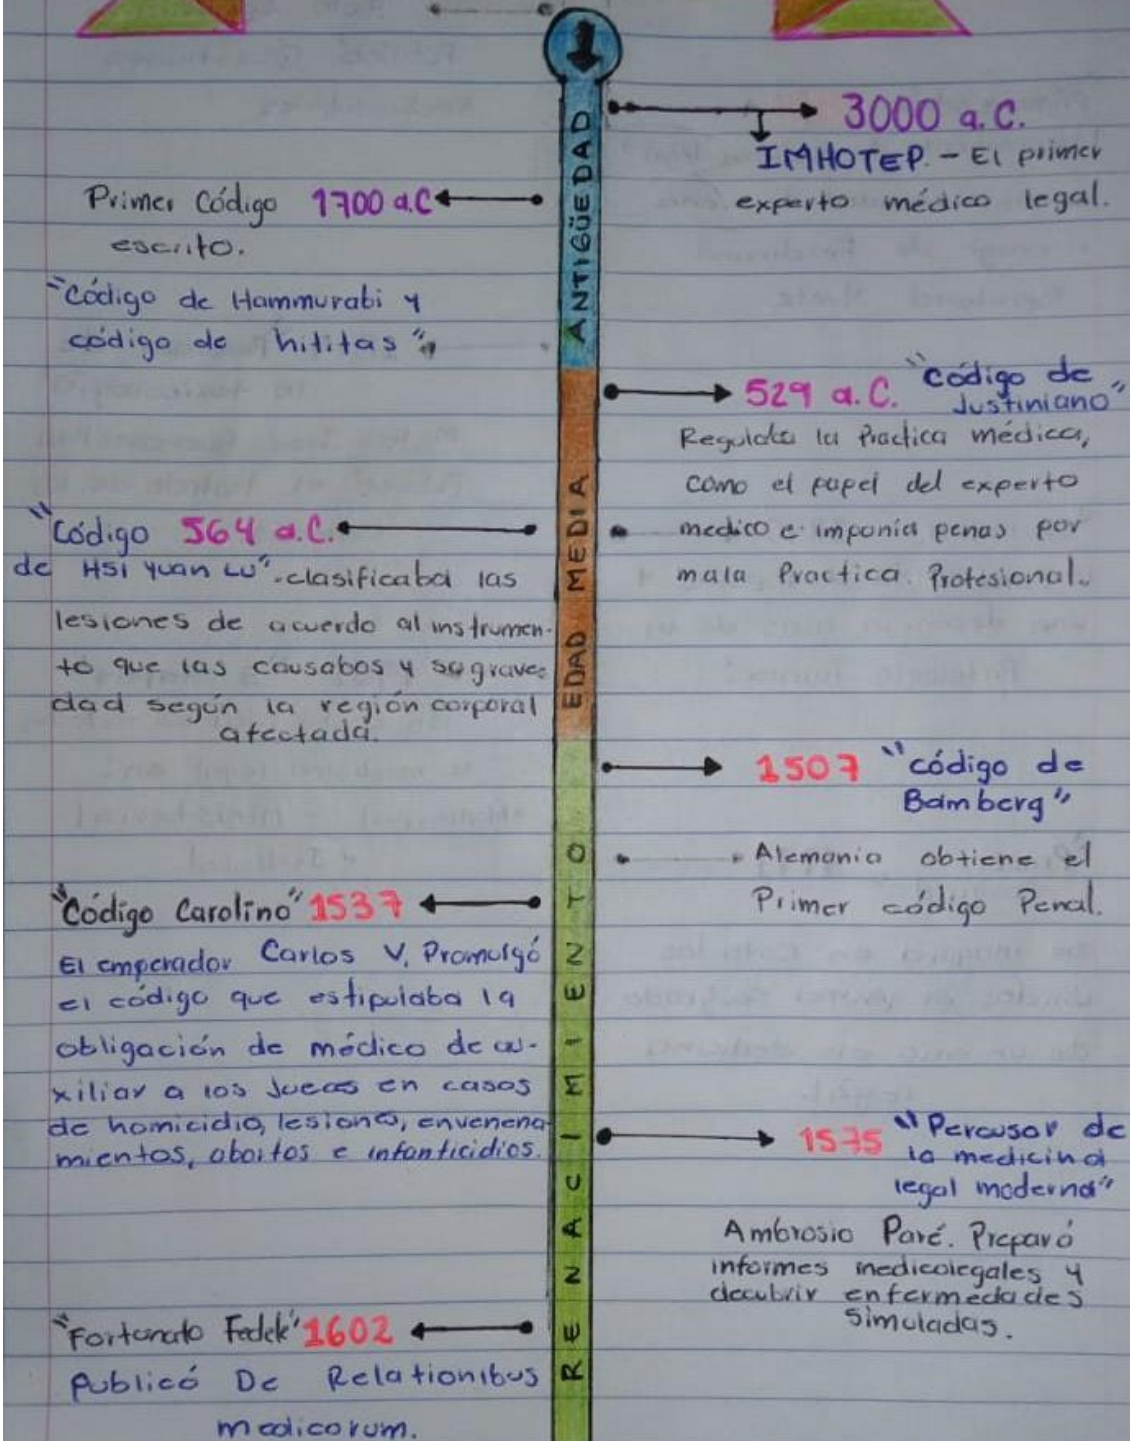 3000 a.C.
IMHOTEP. - El primer
experto médico legal.
ANTIGÜEDAD
Primer Código 1700 a.C
escrito.
"Código de Hammurabi y
código de hititas"
529 a.C. "Código de
Justiniano"
Regulata la Practica médica,
como el papel del experto
medico e imponía penas por
mala Practica Profesional.
EDAD MEDIA
"Código 564 a.C.
de HSI YUAN LU". clasificaba las
lesiones de acuerdo al instrumen-
to que las causabas y su grave-
dad según la región corporal
afectada.
1507 "código de
Bamberg"
Alemania obtiene el
Primer código Penal.
RENACIMIENTO
"Código Carolino" 1537
El emperador Carlos V. Promulgó
el código que estipulaba la
obligación de médico de au-
xiliar a los Jueces en casos
de homicidio, lesiones, envenena-
mientos, abortos e infanticidios.
1575 "Percusor de
la medicina
legal moderna"
Ambrosio Paré. Preparó
informes medicolegales y
decubrir enfermedades
simuladas.
"Fortunato Fedele" 1602
Publicó De Relationibus
medicorum.